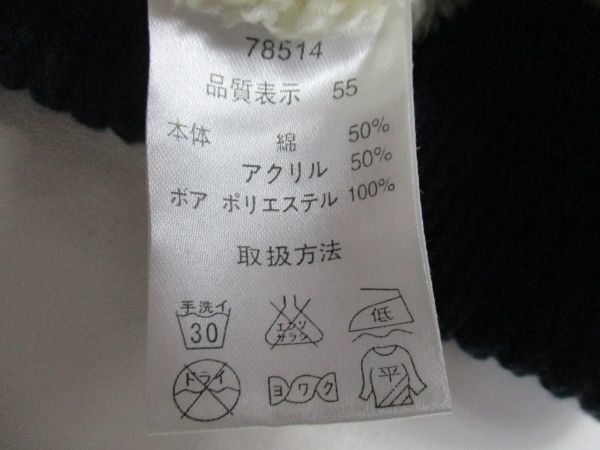 78514
品質表示 55
本体 綿 50%
アクリル 50%
ボア ポリエステル 100%
取扱方法
手洗イ
30
エンソ
サラシ
低
ドライ
ヨワク
平